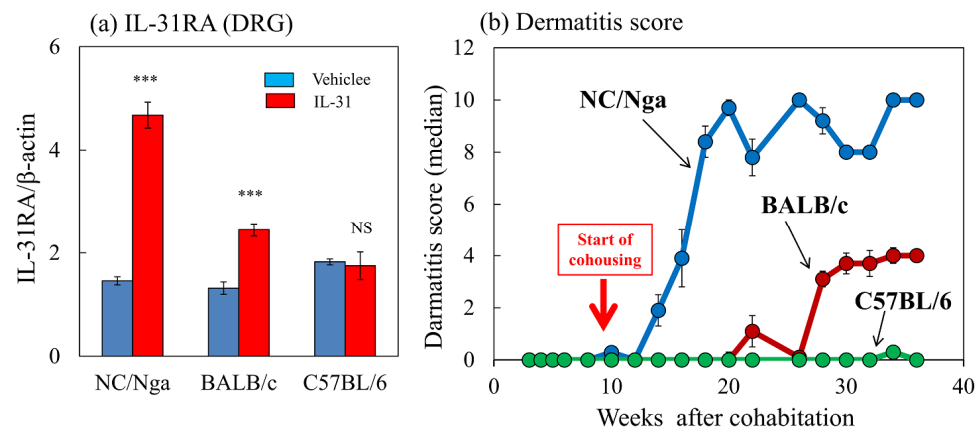 (a) IL-31RA (DRG)
IL-31RA/β-actin
6
4
2
0
***
***
NS
Vehiclee
IL-31
NC/Nga
BALB/c
C57BL/6
(b) Dermatitis score
Darmatitis score (median)
12
10
8
6
4
2
0
NC/Nga
BALB/c
C57BL/6
Start of
cohousing
0
10
20
30
40
Weeks after cohabitation